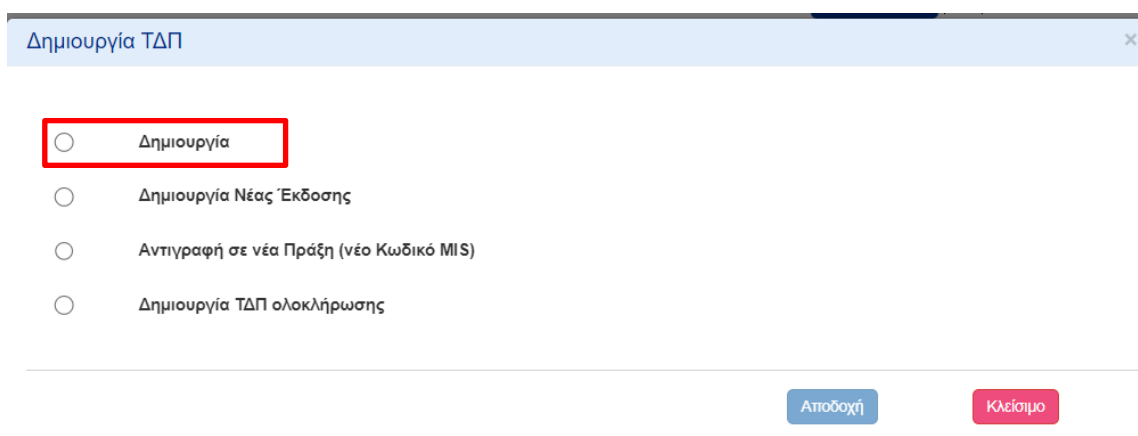 Δημιουργία ΤΔΠ
×
Δημιουργία
Δημιουργία Νέας Έκδοσης
Αντιγραφή σε νέα Πράξη (νέο Κωδικό MIS)
Δημιουργία ΤΔΠ ολοκλήρωσης
Αποδοχή Κλείσιμο